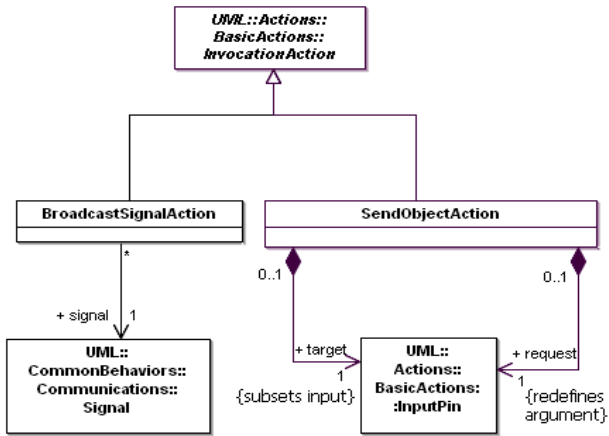 UML::Actions::
BasicActions::
InvocationAction
BroadcastSignalAction
SendObjectAction
*
0..1
0..1
+ signal
1
+ target
1
+ request
1
UML::
CommonBehaviors::
Communications::
Signal
UML::
Actions::
BasicActions:
:InputPin
{subsets input}
{redefines
argument}